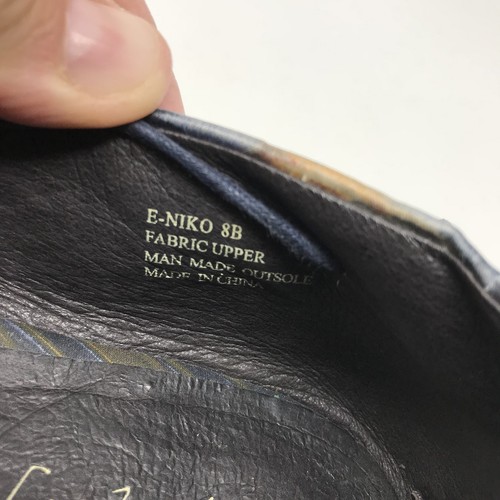 E-NIKO 8B
FABRIC UPPER
MAN MADE OUTSOLE
MADE IN CHINA